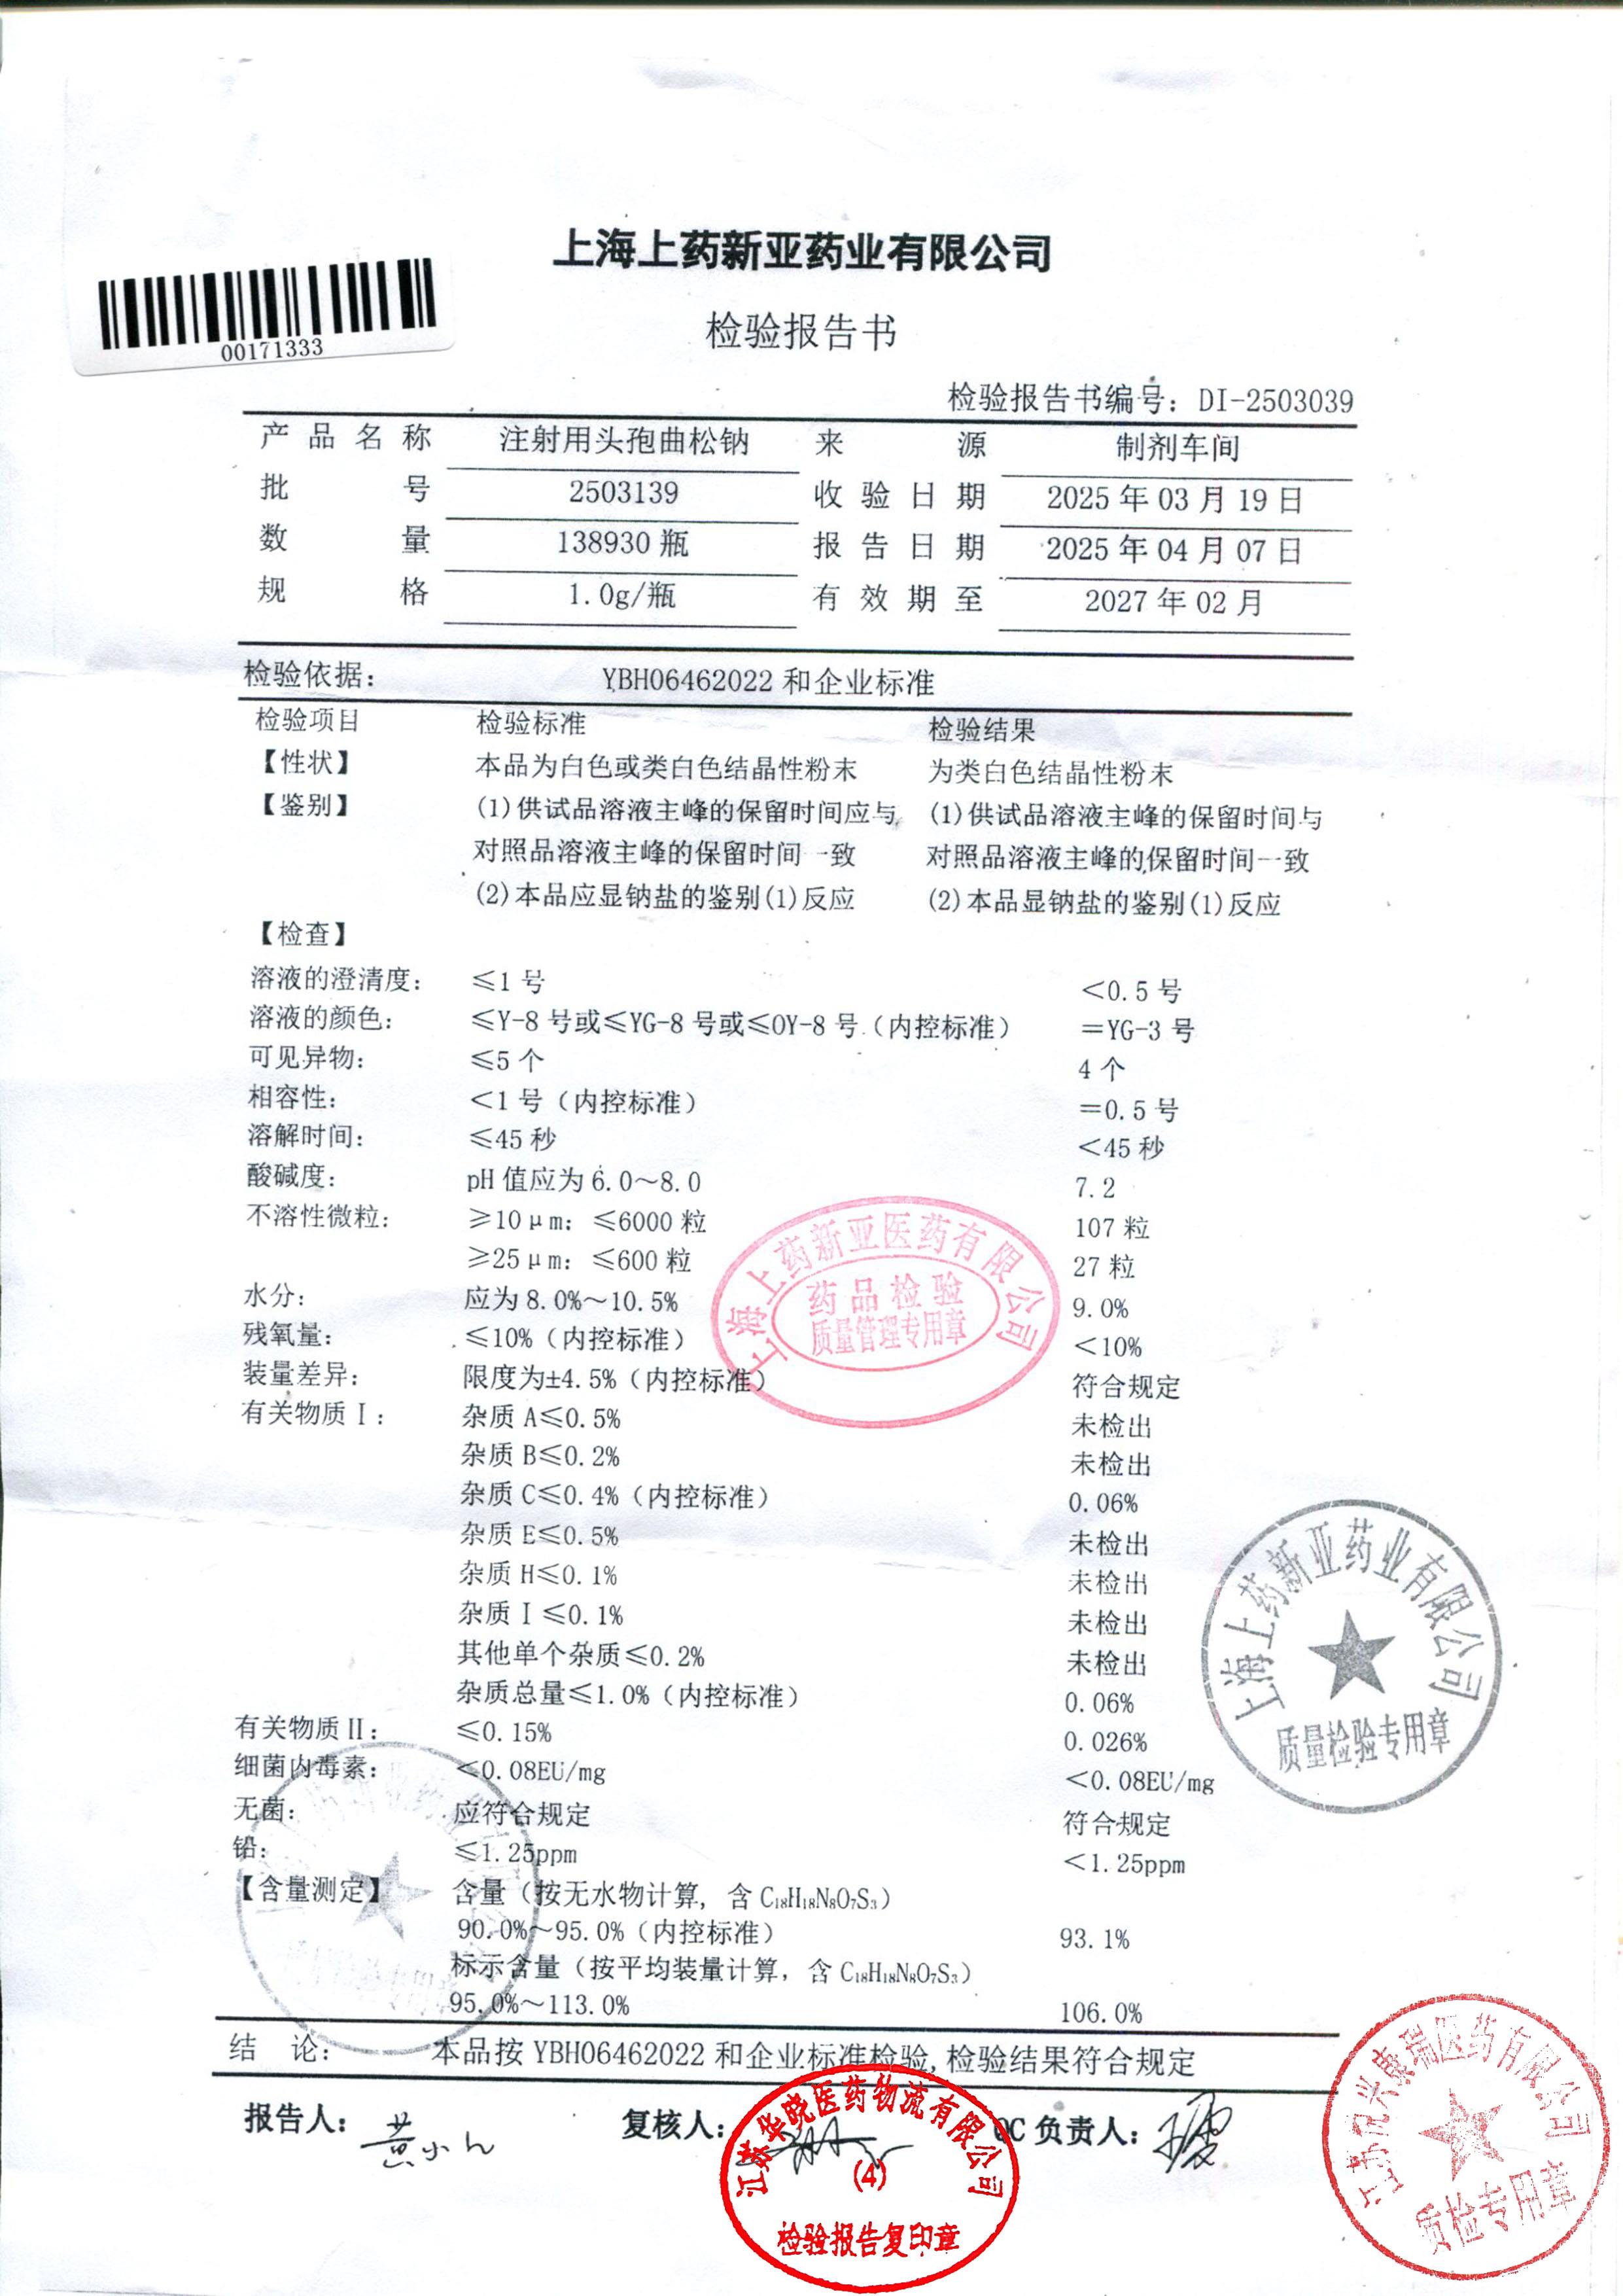 上海上药新亚药业有限公司
检验报告书
00171333
检验报告书编号：DI-2503039
产品名称 注射用头孢曲松钠 来源 制剂车间
批号 2503139 收验日期 2025年03月19日
数量 138930瓶 报告日期 2025年04月07日
规格 1.0g/瓶 有效期至 2027年02月
检验依据： YBH06462022和企业标准
检验项目 检验标准 检验结果
【性状】 本品为白色或类白色结晶性粉末 为类白色结晶性粉末
【鉴别】 (1)供试品溶液主峰的保留时间应与 (1)供试品溶液主峰的保留时间与
对照品溶液主峰的保留时间一致 对照品溶液主峰的保留时间一致
(2)本品应显钠盐的鉴别(1)反应 (2)本品显钠盐的鉴别(1)反应
【检查】
溶液的澄清度： ≤1号 <0.5号
溶液的颜色： ≤Y-8号或≤YG-8号或≤OY-8号（内控标准） =YG-3号
可见异物： ≤5个 4个
相容性： <1号（内控标准） =0.5号
溶解时间： ≤45秒 <45秒
酸碱度： pH值应为6.0～8.0 7.2
不溶性微粒： ≥10μm：≤6000粒 107粒
≥25μm：≤600粒 27粒
水分： 应为8.0%～10.5% 9.0%
残氧量： ≤10%（内控标准） <10%
装量差异： 限度为±4.5%（内控标准） 符合规定
有关物质Ⅰ： 杂质A≤0.5% 未检出
杂质B≤0.2% 未检出
杂质C≤0.4%（内控标准） 0.06%
杂质E≤0.5% 未检出
杂质H≤0.1% 未检出
杂质I≤0.1% 未检出
其他单个杂质≤0.2% 未检出
杂质总量≤1.0%（内控标准） 0.06%
有关物质Ⅱ： ≤0.15% 0.026%
细菌内毒素： <0.08EU/mg <0.08EU/mg
无菌： 应符合规定 符合规定
铅： ≤1.25ppm <1.25ppm
【含量测定】 含量（按无水物计算，含C₁₈H₁₈N₈O₇S₃）
90.0%～95.0%（内控标准） 93.1%
标示含量（按平均装量计算，含C₁₈H₁₈N₈O₇S₃）
95.0%～113.0% 106.0%
结论： 本品按YBH06462022和企业标准检验,检验结果符合规定
报告人： 复核人： QC负责人：
上海上药新亚医药有限公司
药品检验
质量管理专用章
上海上药新亚药业有限公司
质量检验专用章
江苏华晓医药物流有限公司
(4)
检验报告复印章
质检专用章